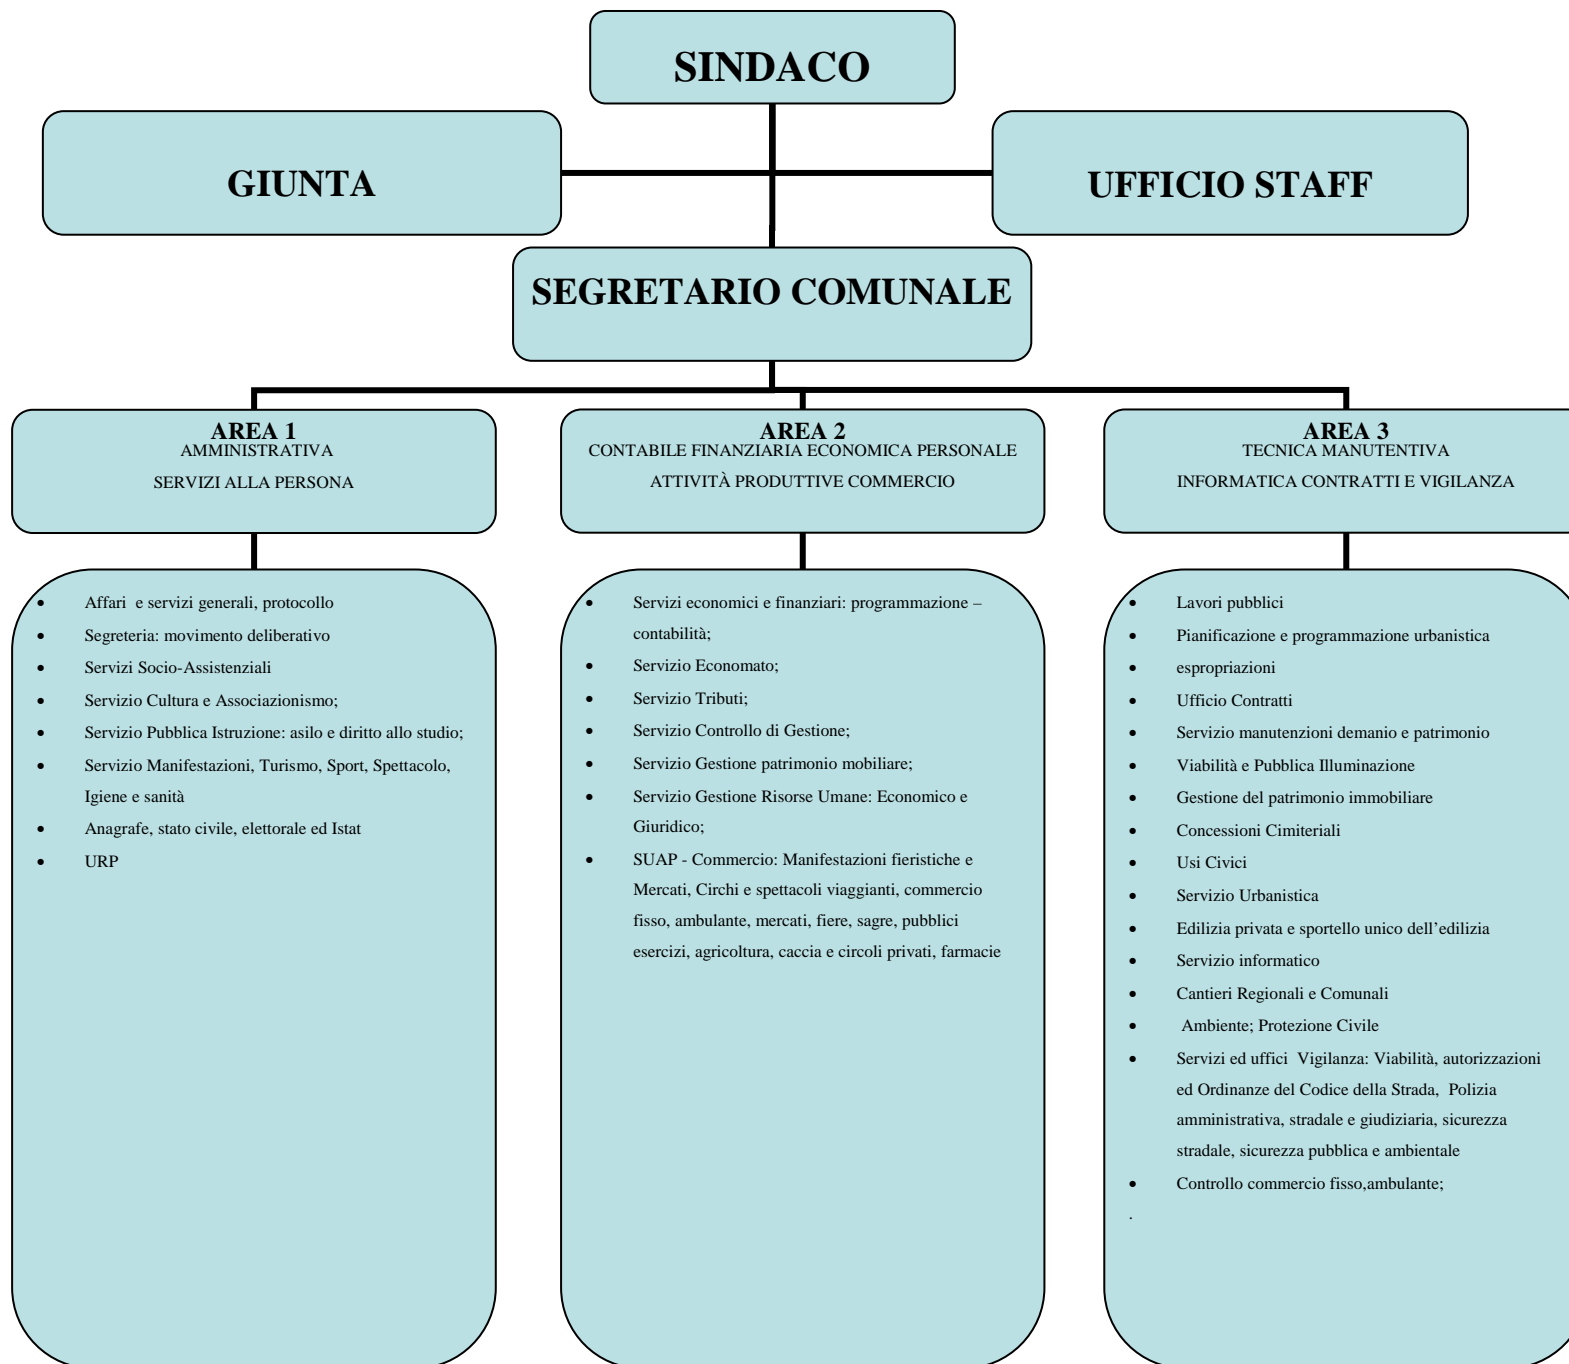 SINDACO
GIUNTA
UFFICIO STAFF
SEGRETARIO COMUNALE
AREA 1
AMMINISTRATIVA
SERVIZI ALLA PERSONA
AREA 2
CONTABILE FINANZIARIA ECONOMICA PERSONALE
ATTIVITÀ PRODUTTIVE COMMERCIO
AREA 3
TECNICA MANUTENTIVA
INFORMATICA CONTRATTI E VIGILANZA
• Affari  e servizi generali, protocollo
• Segreteria: movimento deliberativo
• Servizi Socio-Assistenziali
• Servizio Cultura e Associazionismo;
• Servizio Pubblica Istruzione: asilo e diritto allo studio;
• Servizio Manifestazioni, Turismo, Sport, Spettacolo,
Igiene e sanità
• Anagrafe, stato civile, elettorale ed Istat
• URP
• Servizi economici e finanziari: programmazione –
contabilità;
• Servizio Economato;
• Servizio Tributi;
• Servizio Controllo di Gestione;
• Servizio Gestione patrimonio mobiliare;
• Servizio Gestione Risorse Umane: Economico e
Giuridico;
• SUAP - Commercio: Manifestazioni fieristiche e
Mercati, Circhi e spettacoli viaggianti, commercio
fisso, ambulante, mercati, fiere, sagre, pubblici
esercizi, agricoltura, caccia e circoli privati, farmacie
• Lavori pubblici
• Pianificazione e programmazione urbanistica
• espropriazioni
• Ufficio Contratti
• Servizio manutenzioni demanio e patrimonio
• Viabilità e Pubblica Illuminazione
• Gestione del patrimonio immobiliare
• Concessioni Cimiteriali
• Usi Civici
• Servizio Urbanistica
• Edilizia privata e sportello unico dell’edilizia
• Servizio informatico
• Cantieri Regionali e Comunali
• Ambiente; Protezione Civile
• Servizi ed uffici  Vigilanza: Viabilità, autorizzazioni
ed Ordinanze del Codice della Strada,  Polizia
amministrativa, stradale e giudiziaria, sicurezza
stradale, sicurezza pubblica e ambientale
• Controllo commercio fisso,ambulante;
.